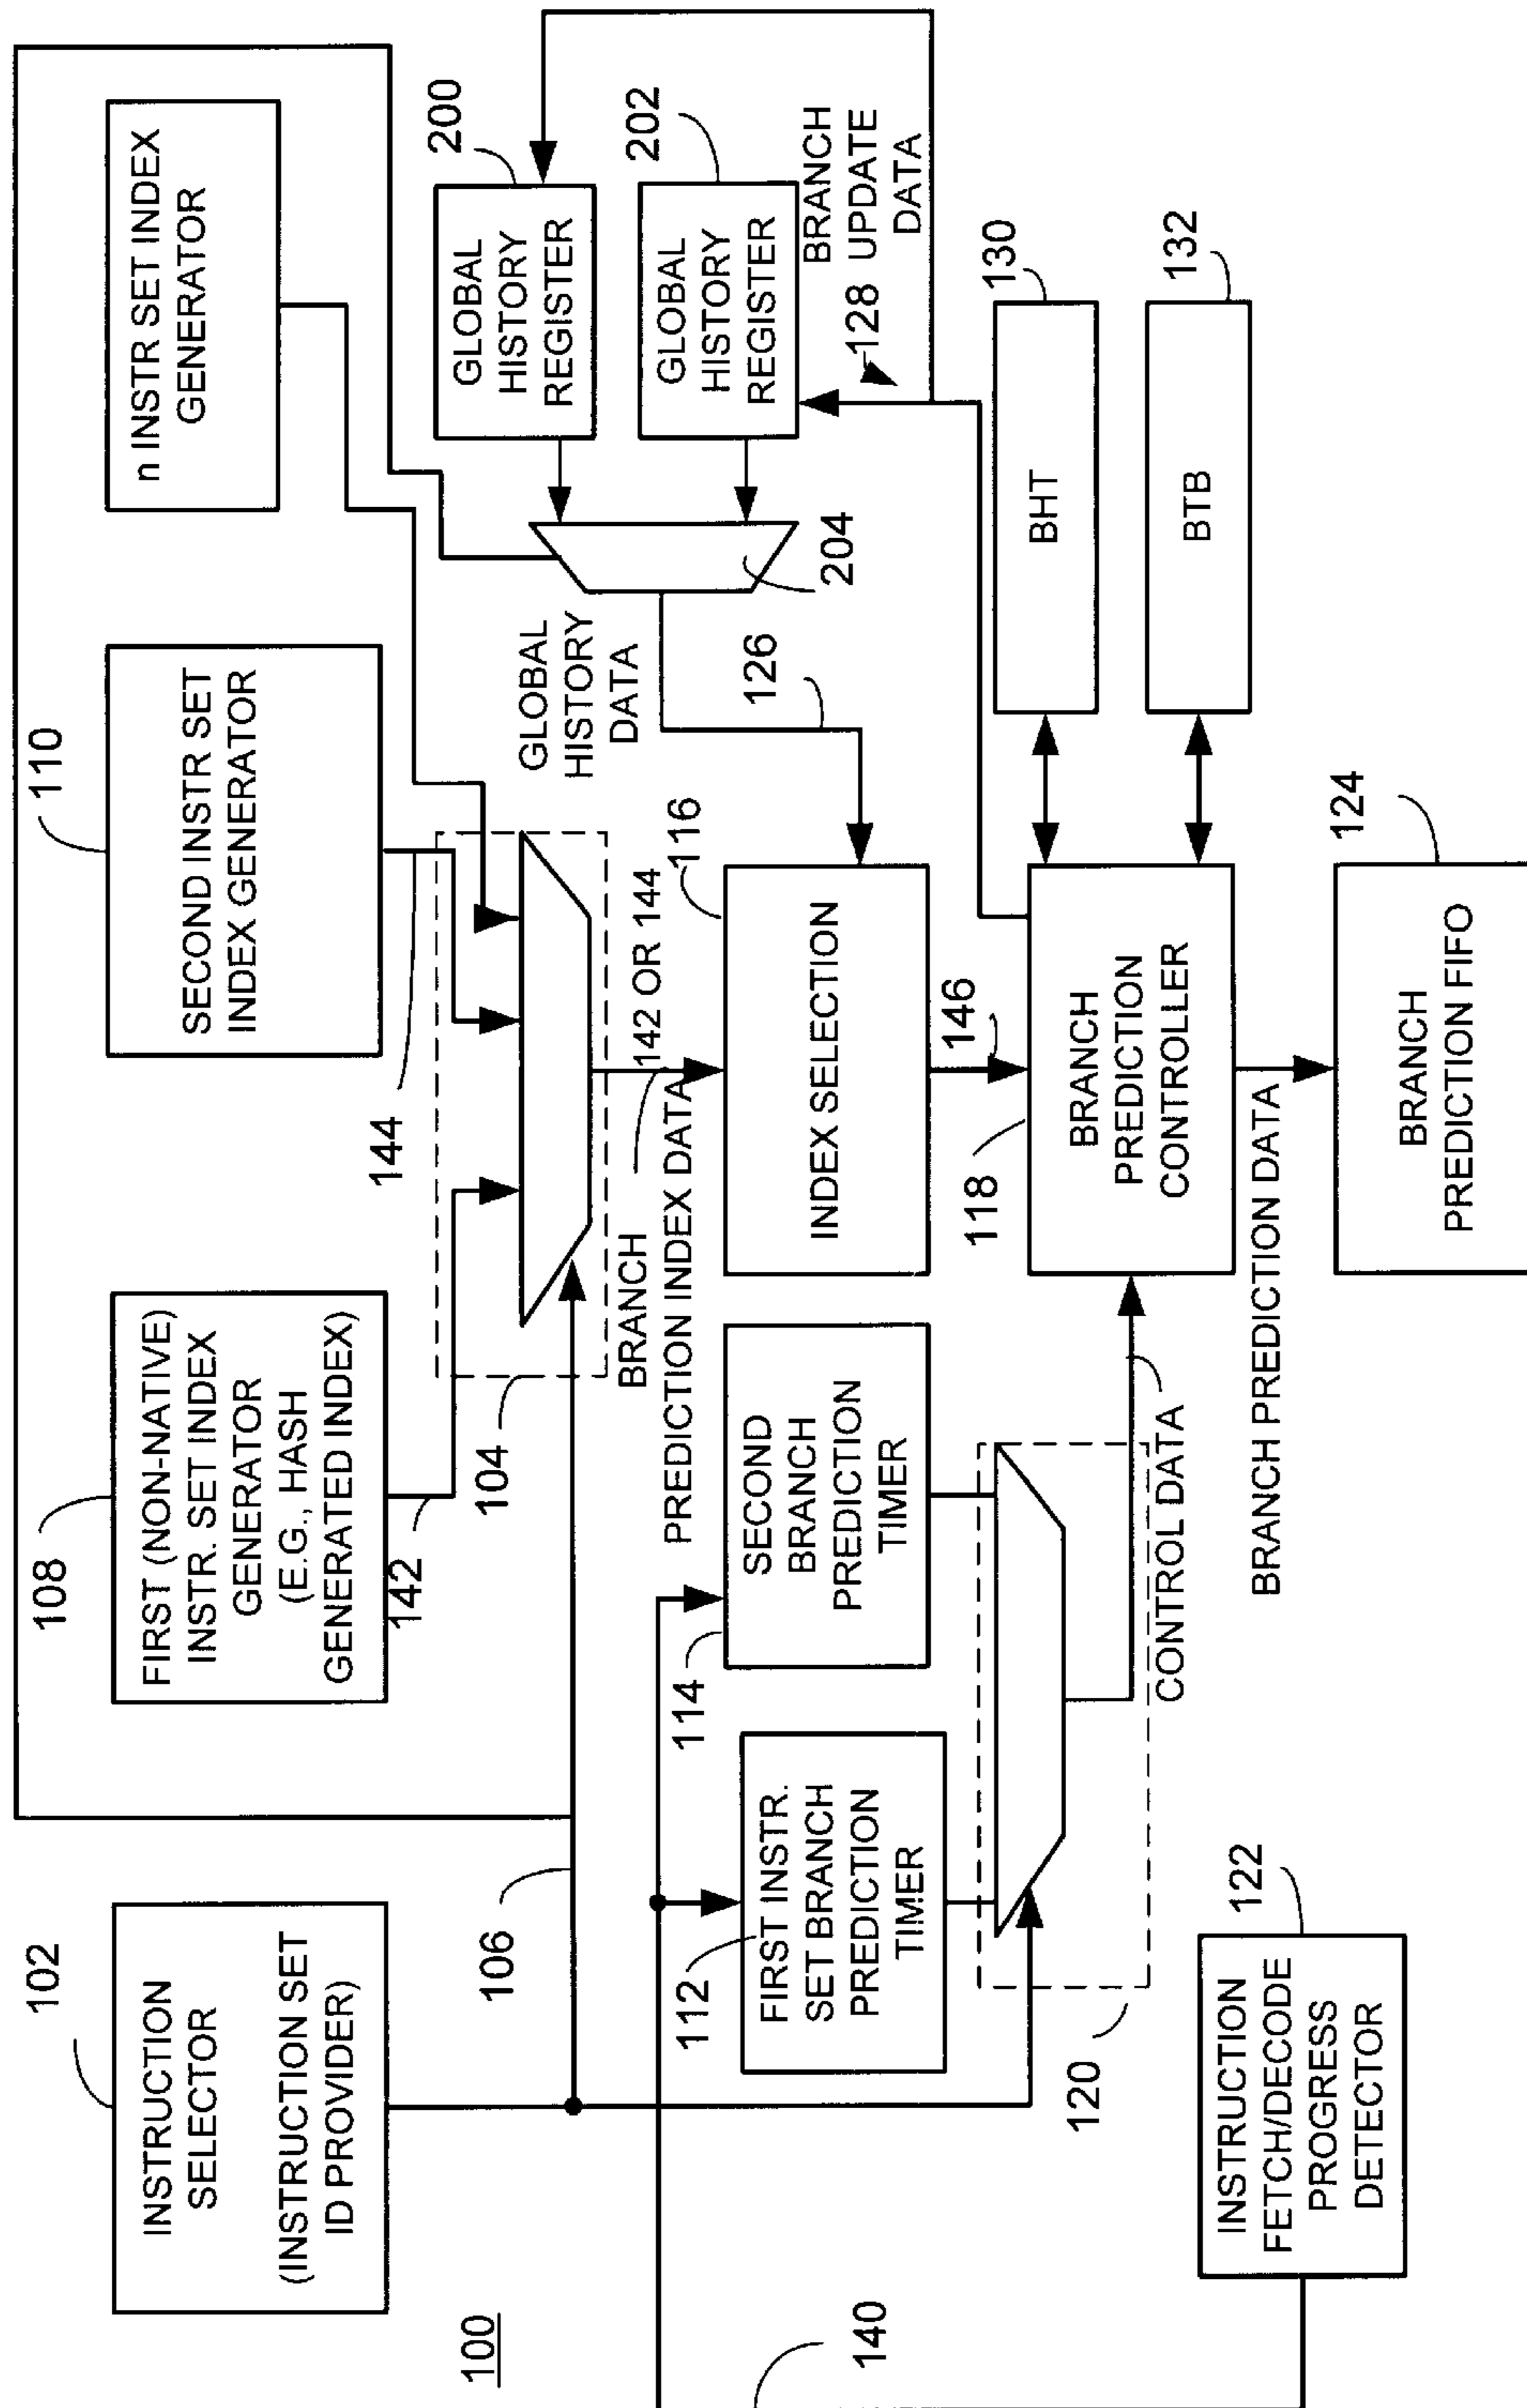 100
102
INSTRUCTION
SELECTOR
(INSTRUCTION SET
ID PROVIDER)
106
108
FIRST (NON-NATIVE)
INSTR. SET INDEX
GENERATOR
(E.G., HASH
GENERATED INDEX)
142
110
SECOND INSTR SET
INDEX GENERATOR
144
144
n INSTR SET INDEX
GENERATOR
104
BRANCH
PREDICTION INDEX DATA
142 OR 144
GLOBAL
HISTORY
DATA
126
204
200
GLOBAL
HISTORY
REGISTER
202
GLOBAL
HISTORY
REGISTER
BRANCH
UPDATE
DATA
128
140
112
FIRST INSTR.
SET BRANCH
PREDICTION
TIMER
114
SECOND
BRANCH
PREDICTION
TIMER
116
INDEX SELECTION
146
120
CONTROL DATA
118
BRANCH
PREDICTION
CONTROLLER
130
BHT
132
BTB
122
INSTRUCTION
FETCH/DECODE
PROGRESS
DETECTOR
BRANCH PREDICTION DATA
124
BRANCH
PREDICTION FIFO